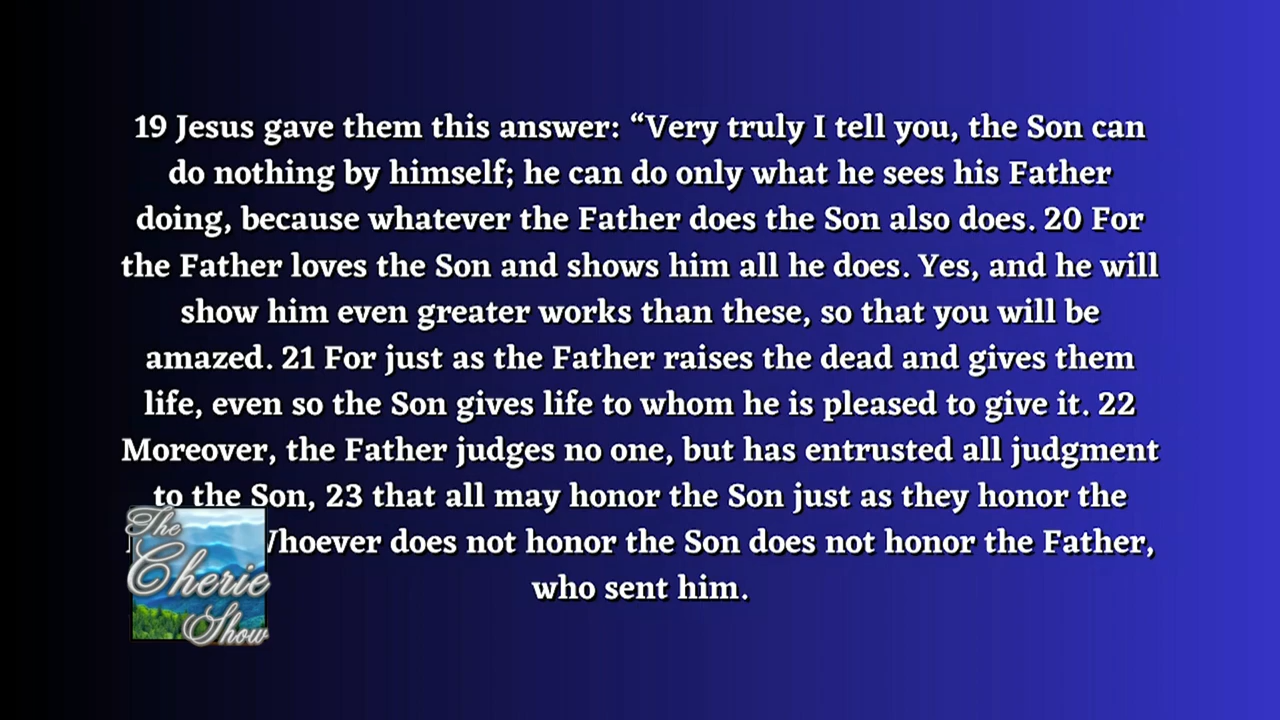 19 Jesus gave them this answer: “Very truly I tell you, the Son can
do nothing by himself; he can do only what he sees his Father
doing, because whatever the Father does the Son also does. 20 For
the Father loves the Son and shows him all he does. Yes, and he will
show him even greater works than these, so that you will be
amazed. 21 For just as the Father raises the dead and gives them
life, even so the Son gives life to whom he is pleased to give it. 22
Moreover, the Father judges no one, but has entrusted all judgment
to the Son, 23 that all may honor the Son just as they honor the
does not honor the Son does not honor the Father,
who sent him.
The
Cherie
Show